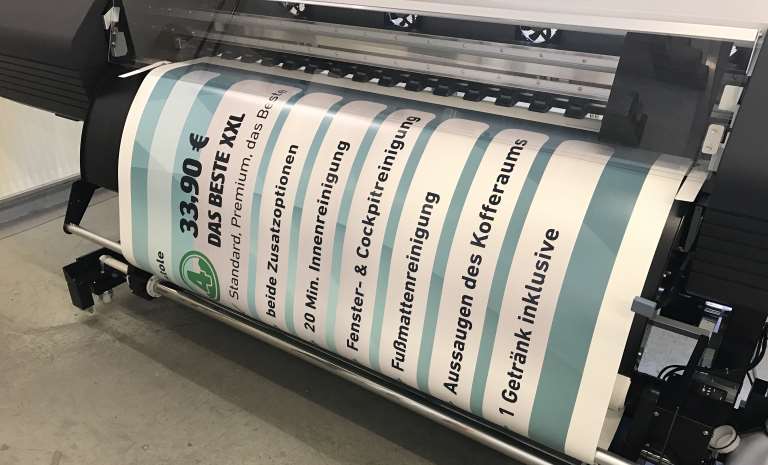 33,90 €
DAS BESTE XXL
4
Standard, Premium, das Beste
beide Zusatzoptionen
20 Min. Innenreinigung
Fenster- & Cockpitreinigung
Fußmattenreinigung
Aussaugen des Kofferaums
1 Getränk inklusive